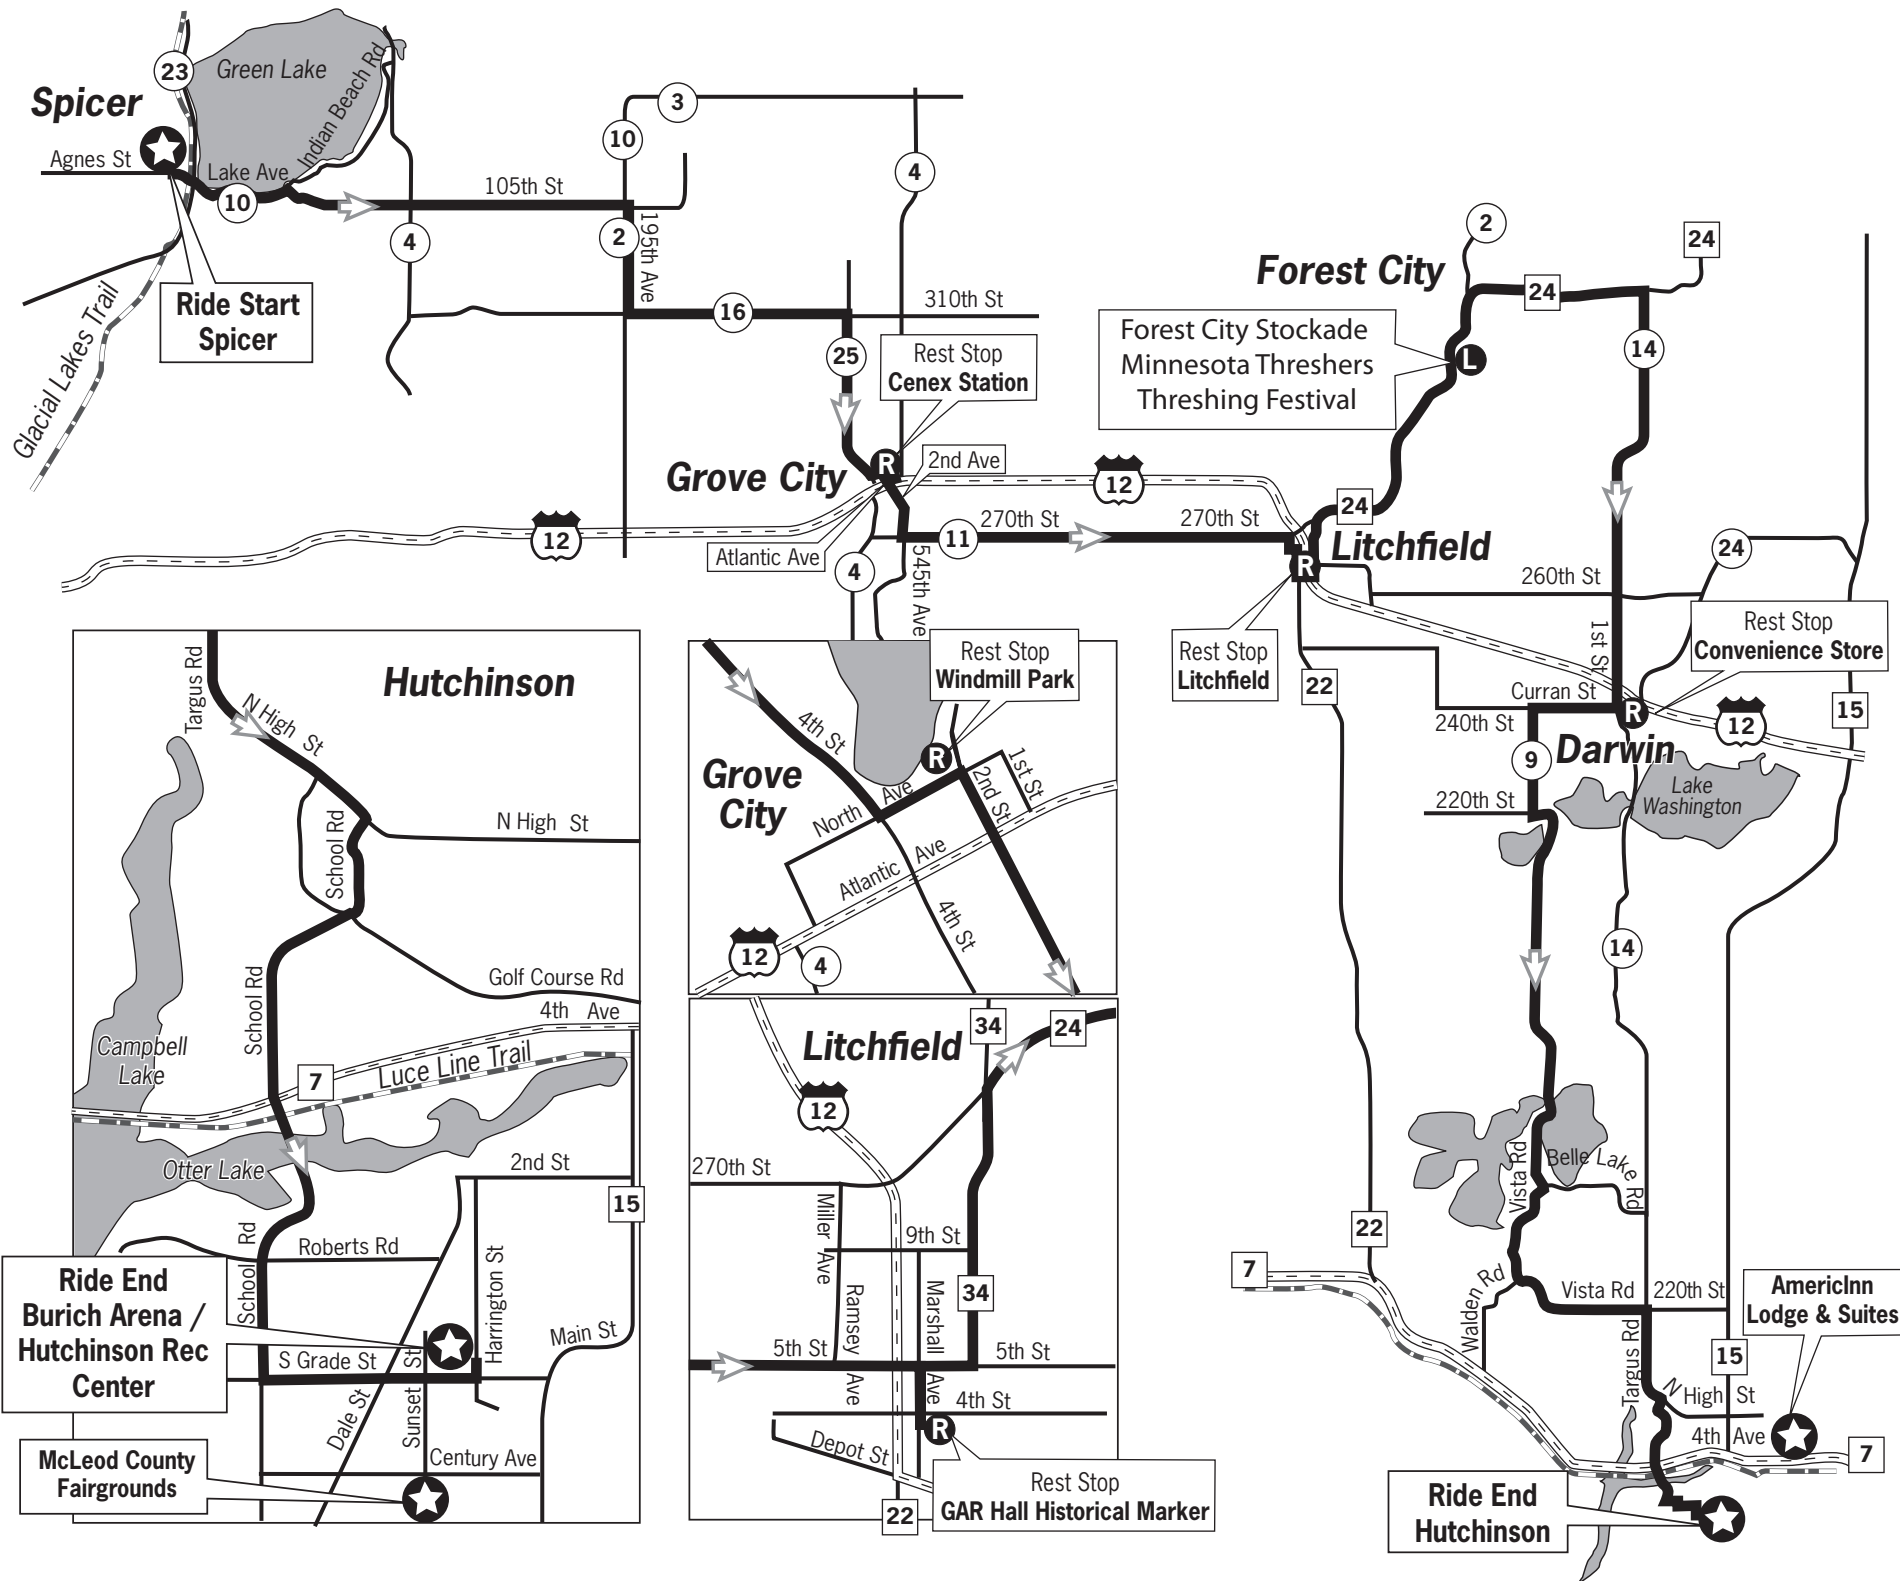 Spicer
23
Green Lake
Indian Beach Rd
Agnes St
Lake Ave
10
Ride Start
Spicer
Glacial Lakes Trail
105th St
4
10
3
4
2
195th Ave
16
310th St
25
Rest Stop
Cenex Station
Grove City
R
2nd Ave
12
12
Atlantic Ave
4
11
270th St
270th St
545th Ave
Forest City
2
24
24
14
Forest City Stockade
Minnesota Threshers
Threshing Festival
L
24
Litchfield
R
Rest Stop
Litchfield
22
260th St
24
1st St
Rest Stop
Convenience Store
Curran St
240th St
R
12
15
9
Darwin
220th St
Lake
Washington
14
Vista Rd
Belle Lake Rd
22
7
Walden Rd
Vista Rd
220th St
AmericInn
Lodge & Suites
15
Targus Rd
N High St
4th Ave
7
Ride End
Hutchinson
Hutchinson
Targus Rd
N High St
School Rd
N High St
School Rd
Golf Course Rd
4th Ave
Campbell
Lake
7
Luce Line Trail
Otter Lake
2nd St
15
School Rd
Roberts Rd
School
Harrington St
Main St
Ride End
Burich Arena /
Hutchinson Rec
Center
S Grade St
Sunset St
Dale St
Century Ave
McLeod County
Fairgrounds
Rest Stop
Windmill Park
R
4th St
Grove
City
North Ave
2nd St
1st St
Atlantic Ave
4th St
12
4
Litchfield
34
24
12
270th St
Miller Ave
9th St
34
Ramsey Ave
Marshall Ave
5th St
5th St
4th St
R
Depot St
22
Rest Stop
GAR Hall Historical Marker